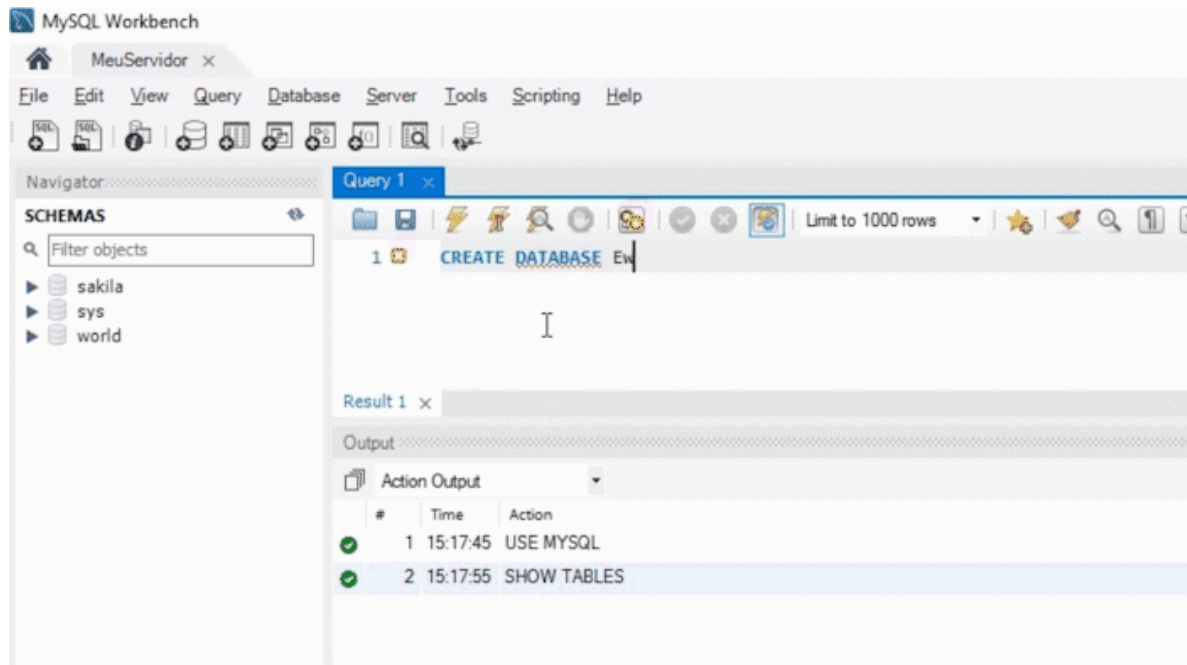 MySQL Workbench
MeuServidor
File Edit View Query Database Server Tools Scripting Help
SQL SQL
Navigator
Query 1
SCHEMAS
Limit to 1000 rows
Filter objects
1 CREATE DATABASE Ew
sakila
sys
world
Result 1
Output
Action Output
# Time Action
1 15:17:45 USE MYSQL
2 15:17:55 SHOW TABLES